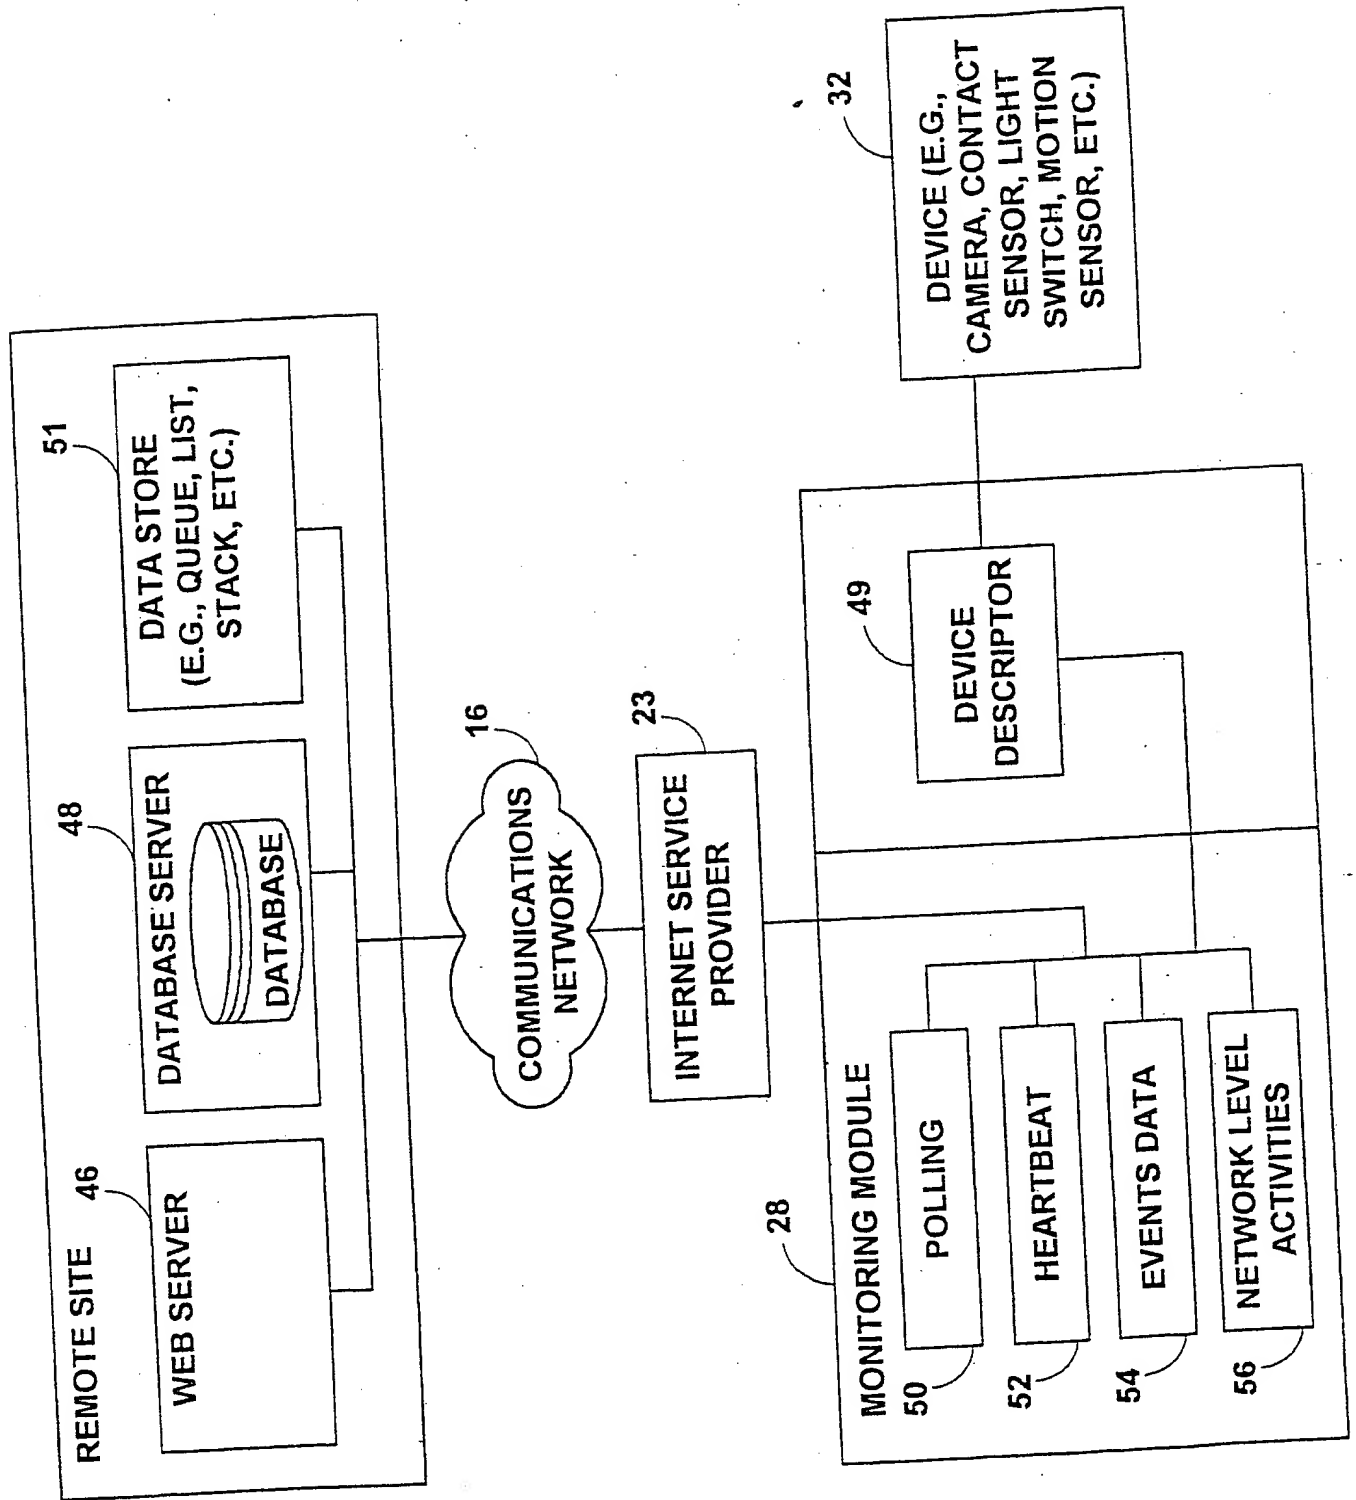 REMOTE SITE
46
WEB SERVER
48
DATABASE SERVER
DATABASE
51
DATA STORE
(E.G., QUEUE, LIST,
STACK, ETC.)
16
COMMUNICATIONS
NETWORK
23
INTERNET SERVICE
PROVIDER
28
MONITORING MODULE
50
POLLING
52
HEARTBEAT
54
EVENTS DATA
56
NETWORK LEVEL
ACTIVITIES
49
DEVICE
DESCRIPTOR
32
DEVICE (E.G.,
CAMERA, CONTACT
SENSOR, LIGHT
SWITCH, MOTION
SENSOR, ETC.)